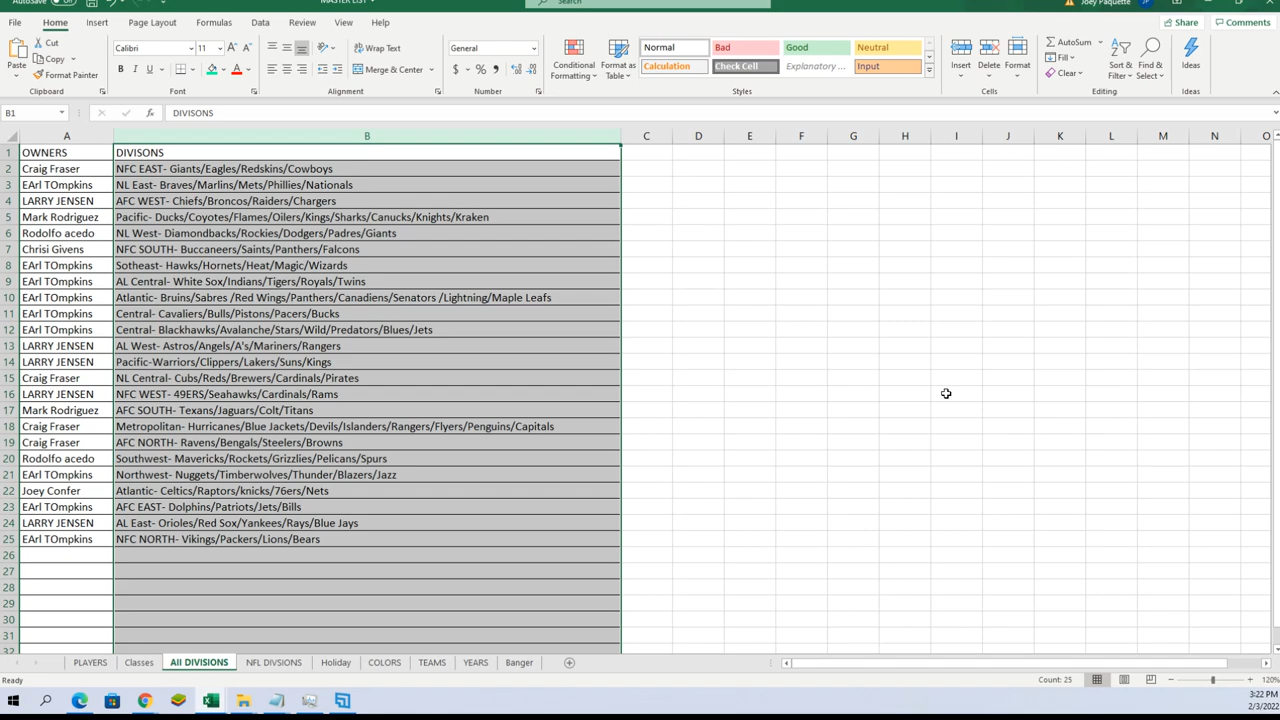 AutoSave
MASTER LIST
Search
Joey Paquette
JP
File Home Insert Page Layout Formulas Data Review View Help
Share Comments
Paste Cut Copy Format Painter
Calibri 11 Wrap Text General Merge & Center
Conditional Formatting Format as Table
Normal Bad Good Neutral
Calculation Check Cell Explanatory ... Input
Insert Delete Format
AutoSum Fill Clear
Sort & Filter Find & Select Ideas
Clipboard Font Alignment Number Styles Cells Editing Ideas
B1 fx DIVISONS
A B C D E F G H I J K L M N O
1 OWNERS DIVISONS
2 Craig Fraser NFC EAST- Giants/Eagles/Redskins/Cowboys
3 EArl TOmpkins NL East- Braves/Marlins/Mets/Phillies/Nationals
4 LARRY JENSEN AFC WEST- Chiefs/Broncos/Raiders/Chargers
5 Mark Rodriguez Pacific- Ducks/Coyotes/Flames/Oilers/Kings/Sharks/Canucks/Knights/Kraken
6 Rodolfo acedo NL West- Diamondbacks/Rockies/Dodgers/Padres/Giants
7 Chrisi Givens NFC SOUTH- Buccaneers/Saints/Panthers/Falcons
8 EArl TOmpkins Sotheast- Hawks/Hornets/Heat/Magic/Wizards
9 EArl TOmpkins AL Central- White Sox/Indians/Tigers/Royals/Twins
10 EArl TOmpkins Atlantic- Bruins/Sabres /Red Wings/Panthers/Canadiens/Senators /Lightning/Maple Leafs
11 EArl TOmpkins Central- Cavaliers/Bulls/Pistons/Pacers/Bucks
12 EArl TOmpkins Central- Blackhawks/Avalanche/Stars/Wild/Predators/Blues/Jets
13 LARRY JENSEN AL West- Astros/Angels/A's/Mariners/Rangers
14 LARRY JENSEN Pacific-Warriors/Clippers/Lakers/Suns/Kings
15 Craig Fraser NL Central- Cubs/Reds/Brewers/Cardinals/Pirates
16 LARRY JENSEN NFC WEST- 49ERS/Seahawks/Cardinals/Rams
17 Mark Rodriguez AFC SOUTH- Texans/Jaguars/Colt/Titans
18 Craig Fraser Metropolitan- Hurricanes/Blue Jackets/Devils/Islanders/Rangers/Flyers/Penguins/Capitals
19 Craig Fraser AFC NORTH- Ravens/Bengals/Steelers/Browns
20 Rodolfo acedo Southwest- Mavericks/Rockets/Grizzlies/Pelicans/Spurs
21 EArl TOmpkins Northwest- Nuggets/Timberwolves/Thunder/Blazers/Jazz
22 Joey Confer Atlantic- Celtics/Raptors/knicks/76ers/Nets
23 EArl TOmpkins AFC EAST- Dolphins/Patriots/Jets/Bills
24 LARRY JENSEN AL East- Orioles/Red Sox/Yankees/Rays/Blue Jays
25 EArl TOmpkins NFC NORTH- Vikings/Packers/Lions/Bears
26
27
28
29
30
31
32
PLAYERS Classes All DIVISIONS NFL DIVSIONS Holiday COLORS TEAMS YEARS Banger
Ready Count: 25 120%
3:22 PM
2/3/2022